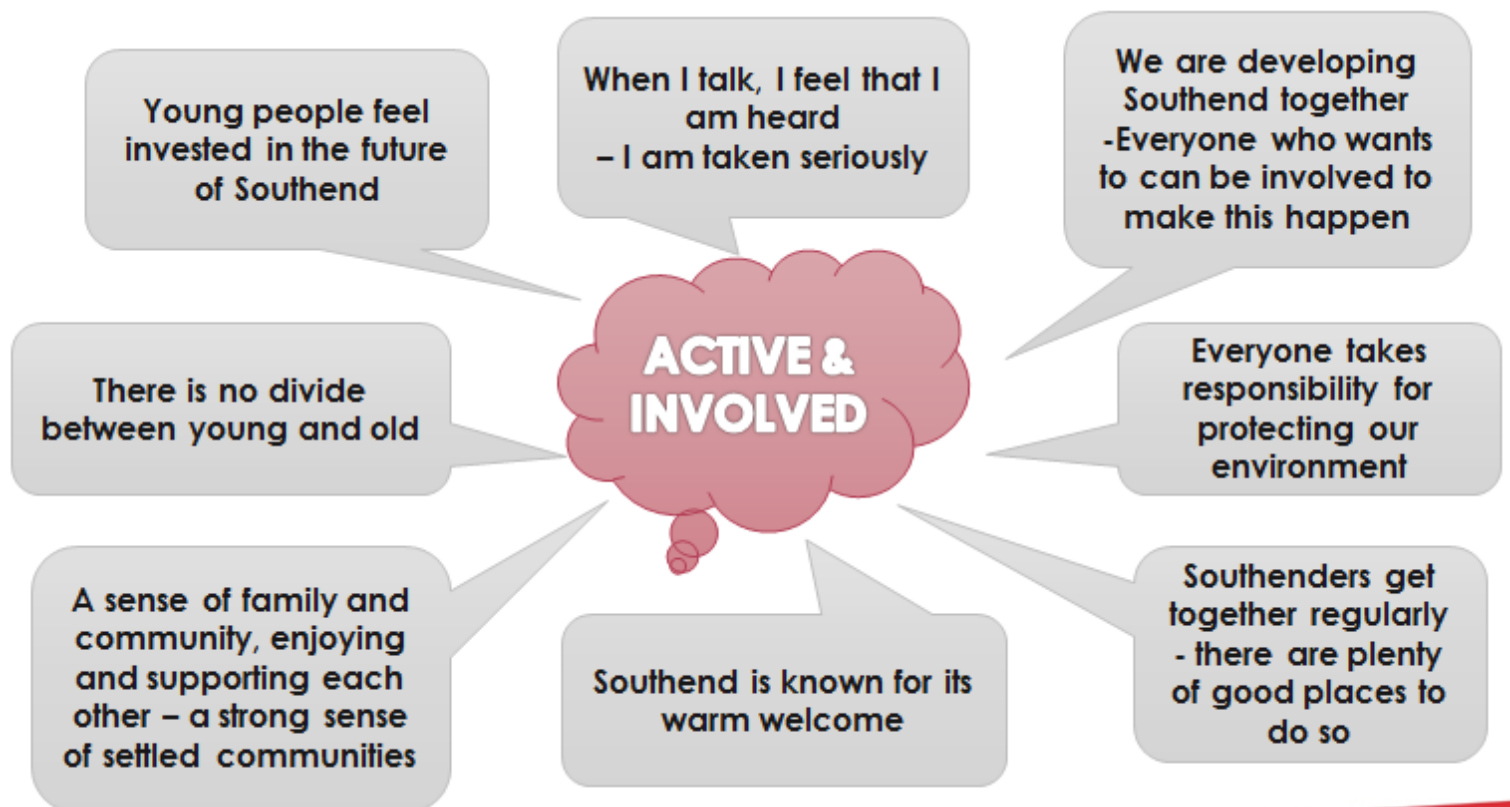 Young people feel
invested in the future
of Southend
When I talk, I feel that I
am heard
– I am taken seriously
We are developing
Southend together
-Everyone who wants
to can be involved to
make this happen
ACTIVE &
INVOLVED
There is no divide
between young and old
Everyone takes
responsibility for
protecting our
environment
A sense of family and
community, enjoying
and supporting each
other – a strong sense
of settled communities
Southend is known for its
warm welcome
Southenders get
together regularly
- there are plenty
of good places to
do so